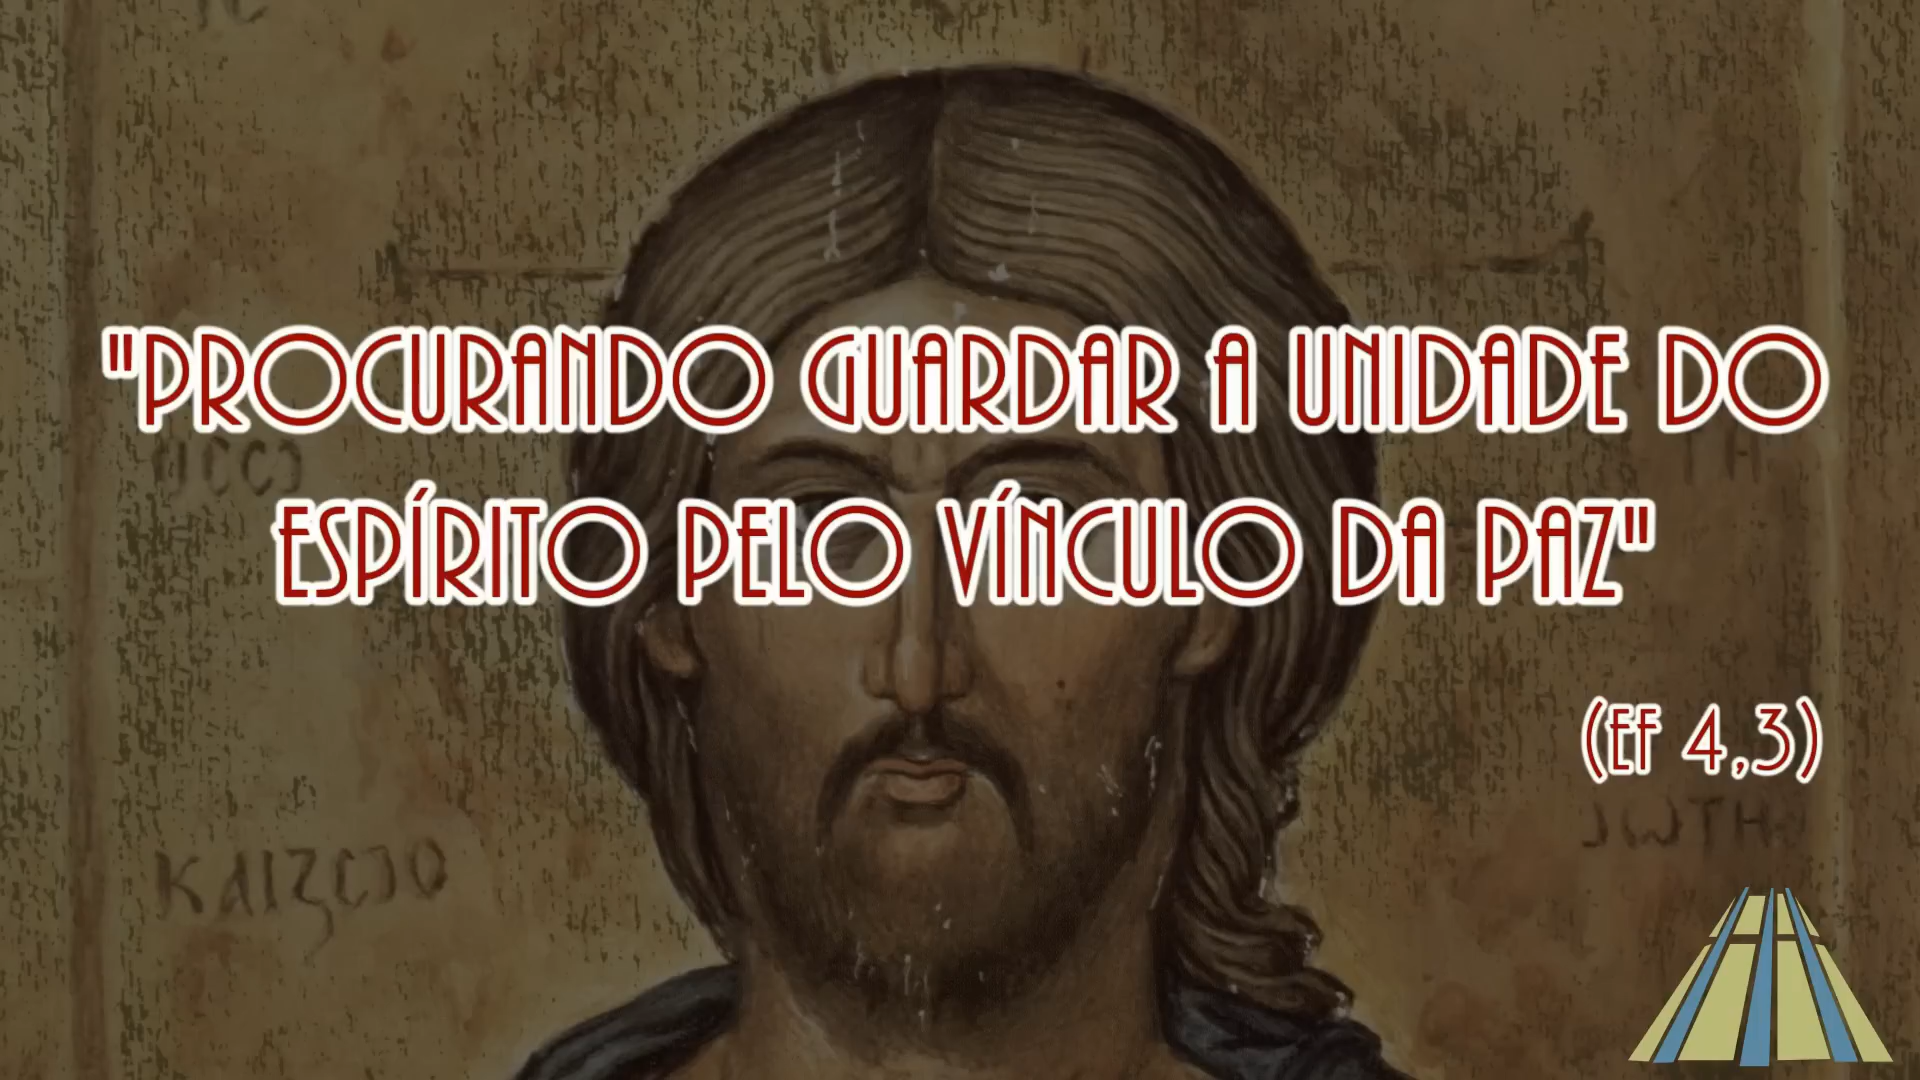 "PROCURANDO GUARDAR A UNIDADE DO
ESPÍRITO PELO VÍNCULO DA PAZ"
(EF 4,3)